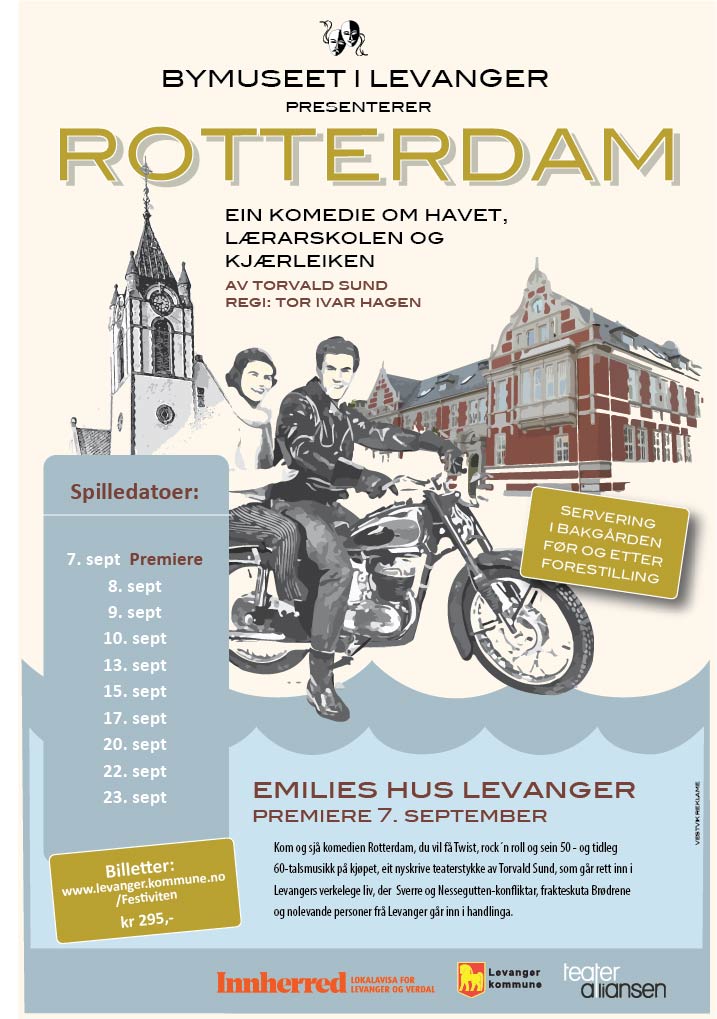 BYMUSEET I LEVANGER
PRESENTERER
ROTTERDAM
EIN KOMEDIE OM HAVET,
LÆRARSKOLEN OG
KJÆRLEIKEN
AV TORVALD SUND
REGI: TOR IVAR HAGEN
Spilledatoer:
7. sept Premiere
8. sept
9. sept
10. sept
13. sept
15. sept
17. sept
20. sept
22. sept
23. sept
SERVERING
I BAKGÅRDEN
FØR OG ETTER
FORESTILLING
Billetter:
www.levanger.kommune.no
/Festiviten
kr 295,-
EMILIES HUS LEVANGER
PREMIERE 7. SEPTEMBER
Kom og sjå komedien Rotterdam, du vil få Twist, rock´n roll og sein 50 - og tidleg
60-talsmusikk på kjøpet, eit nyskrive teaterstykke av Torvald Sund, som går rett inn i
Levangers verkelege liv, der Sverre og Nessegutten-konfliktar, frakteskuta Brødrene
og nolevande personer frå Levanger går inn i handlinga.
VESTVIK REKLAME
Innherred
LOKALAVISA FOR
LEVANGER OG VERDAL
Levanger
kommune
teater
alliansen